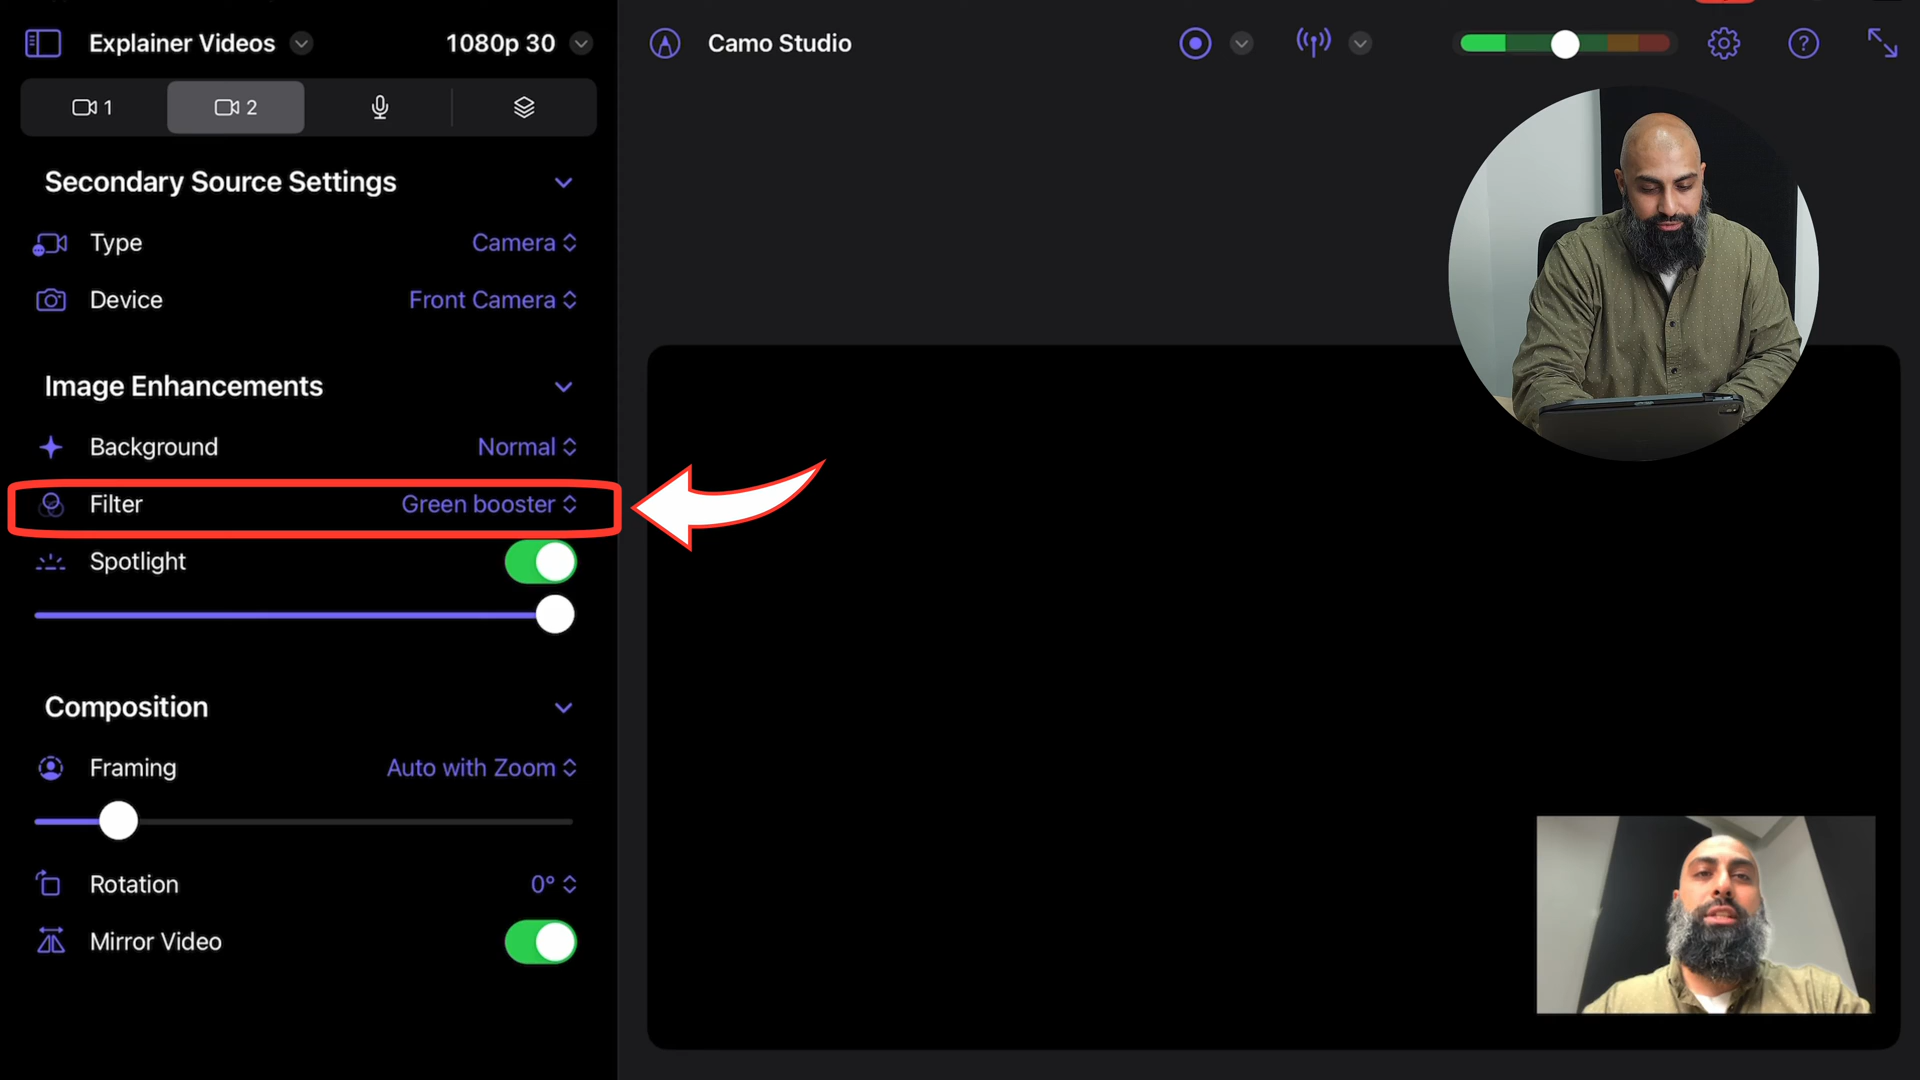 Explainer Videos
1080p 30
Camo Studio
1
2
Secondary Source Settings
Type
Camera
Device
Front Camera
Image Enhancements
Background
Normal
Filter
Green booster
Spotlight
Composition
Framing
Auto with Zoom
Rotation
0°
Mirror Video